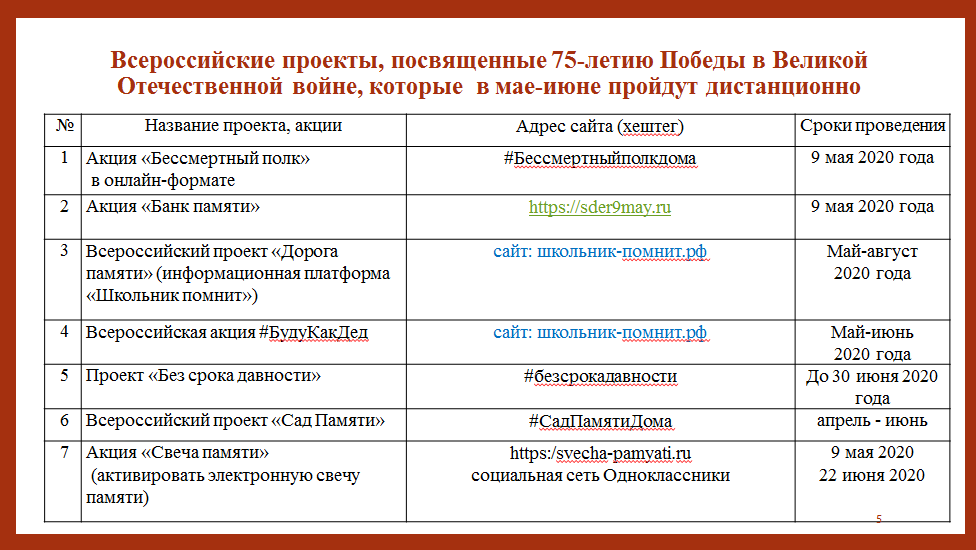 Всероссийские проекты, посвященные 75-летию Победы в Великой
Отечественной войне, которые в мае-июне пройдут дистанционно
№ Название проекта, акции Адрес сайта (хештег) Сроки проведения
1 Акция «Бессмертный полк» #Бессмертныйполкдома 9 мая 2020 года
в онлайн-формате
2 Акция «Банк памяти» https://sder9may.ru 9 мая 2020 года
3 Всероссийский проект «Дорога сайт: школьник-помнит.рф Май-август
памяти» (информационная платформа 2020 года
«Школьник помнит»)
4 Всероссийская акция #БудуКакДед сайт: школьник-помнит.рф Май-июнь
2020 года
5 Проект «Без срока давности» #безсрокадавности До 30 июня 2020
года
6 Всероссийский проект «Сад Памяти» #СадПамятиДома апрель - июнь
7 Акция «Свеча памяти» https:/svecha-pamyati.ru 9 мая 2020
(активировать электронную свечу социальная сеть Одноклассники 22 июня 2020
памяти)
5